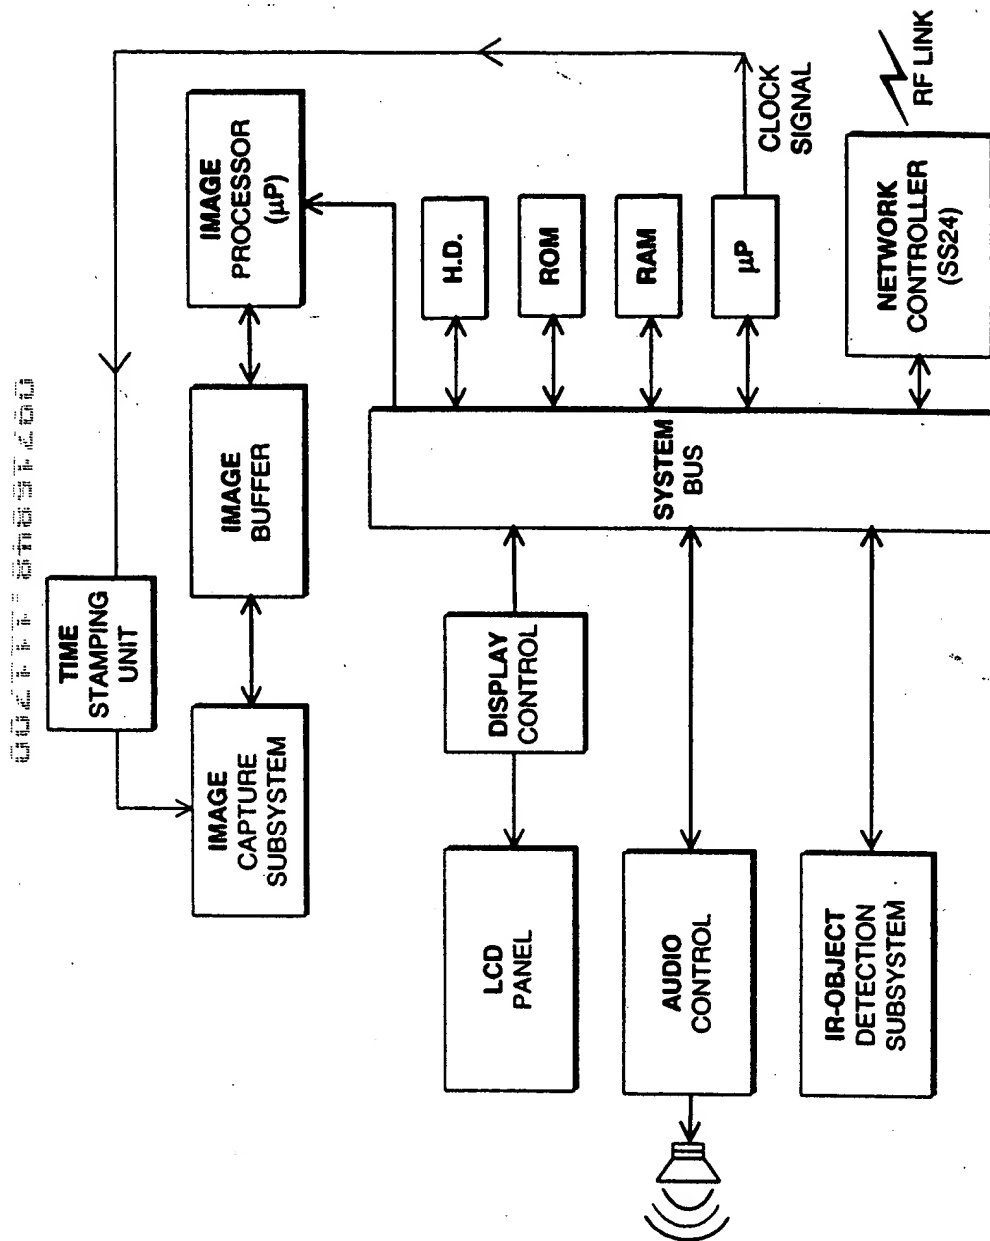 TIME
STAMPING
UNIT
IMAGE
CAPTURE
SUBSYSTEM
IMAGE
BUFFER
IMAGE
PROCESSOR
(µP)
LCD
PANEL
DISPLAY
CONTROL
H.D.
ROM
RAM
µP
CLOCK
SIGNAL
SYSTEM
BUS
AUDIO
CONTROL
IR-OBJECT
DETECTION
SUBSYSTEM
NETWORK
CONTROLLER
(SS24)
RF LINK